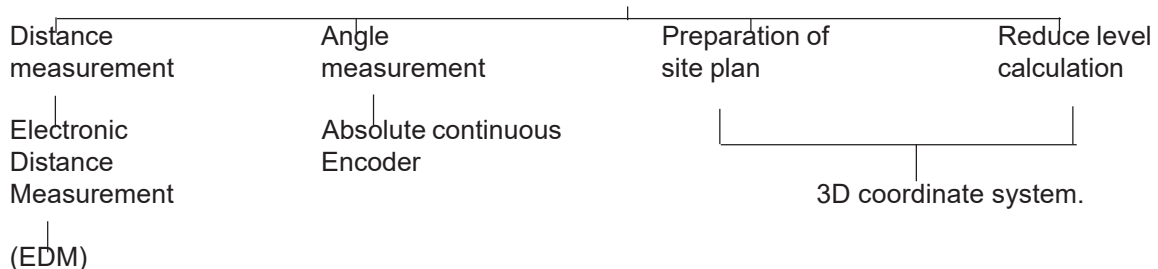 Distance
measurement
Angle
measurement
Preparation of
site plan
Reduce level
calculation
Electronic
Distance
Measurement
Absolute continuous
Encoder
3D coordinate system.
(EDM)